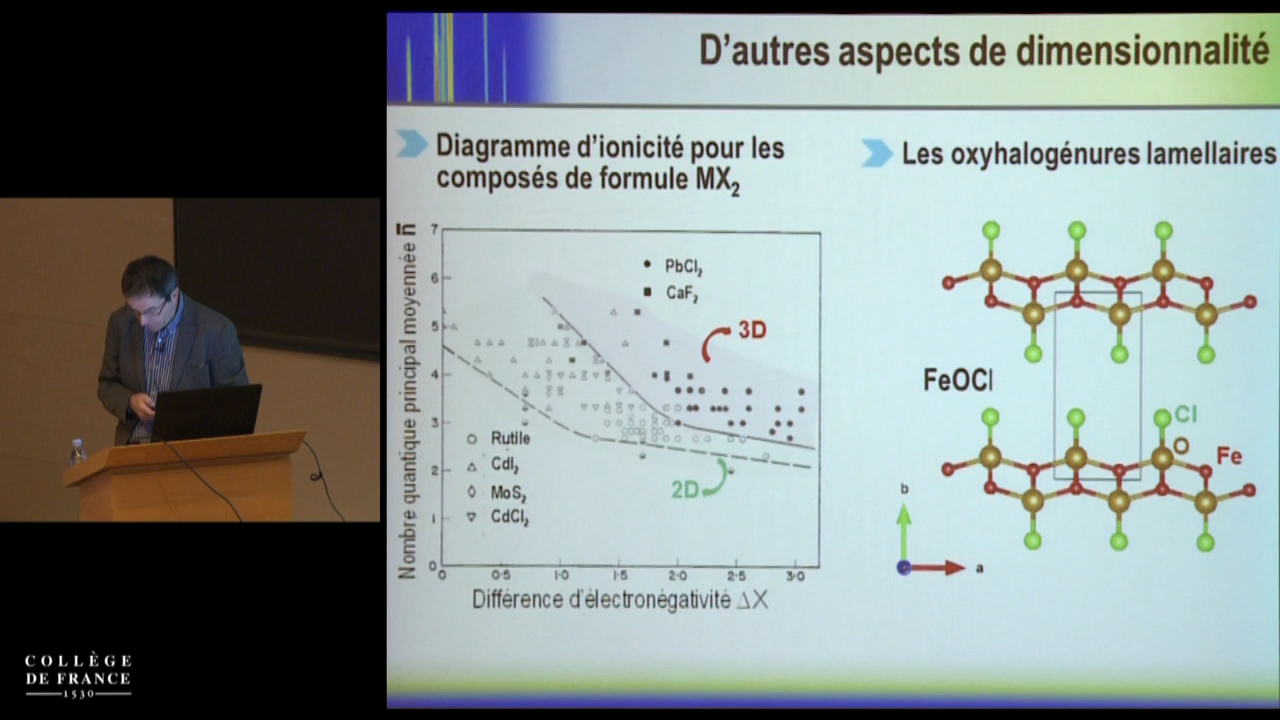 D'autres aspects de dimensionnalité
Diagramme d'ionicité pour les
composés de formule MX₂
Les oxyhalogénures lamellaires
Nombre quantique principal moyennée n̅
7
6
5
4
3
2
1
0
PbCl₂
CaF₂
3D
Rutile
CdI₂
MoS₂
CdCl₂
2D
0 0·5 1·0 1·5 2·0 2·5 3·0
Différence d'électronégativité ΔX
FeOCl
Cl
O
Fe
b
a
COLLÈGE
DE FRANCE
1530